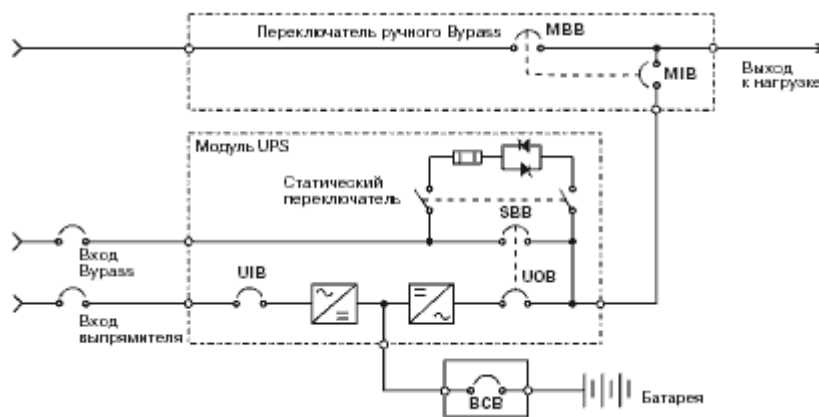 Переключатель ручного Bypass
MBB
MIB
Выход
к нагрузке
Модуль UPS
Статический
переключатель
SBB
Вход
Bypass
UIB
UOB
Вход
выпрямителя
BCB
Батарея